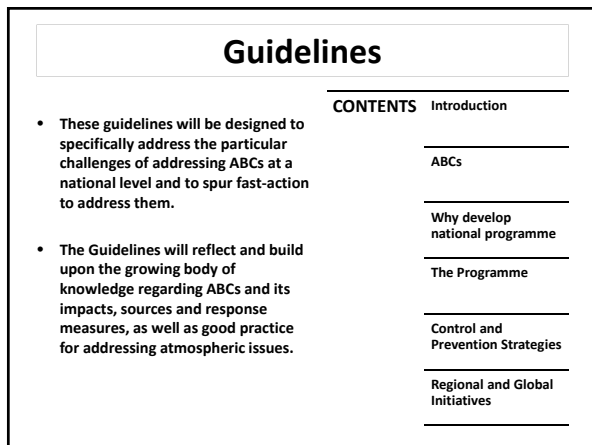 Guidelines
• These guidelines will be designed to
specifically address the particular
challenges of addressing ABCs at a
national level and to spur fast-action
to address them.
• The Guidelines will reflect and build
upon the growing body of
knowledge regarding ABCs and its
impacts, sources and response
measures, as well as good practice
for addressing atmospheric issues.
CONTENTS
Introduction
ABCs
Why develop
national programme
The Programme
Control and
Prevention Strategies
Regional and Global
Initiatives